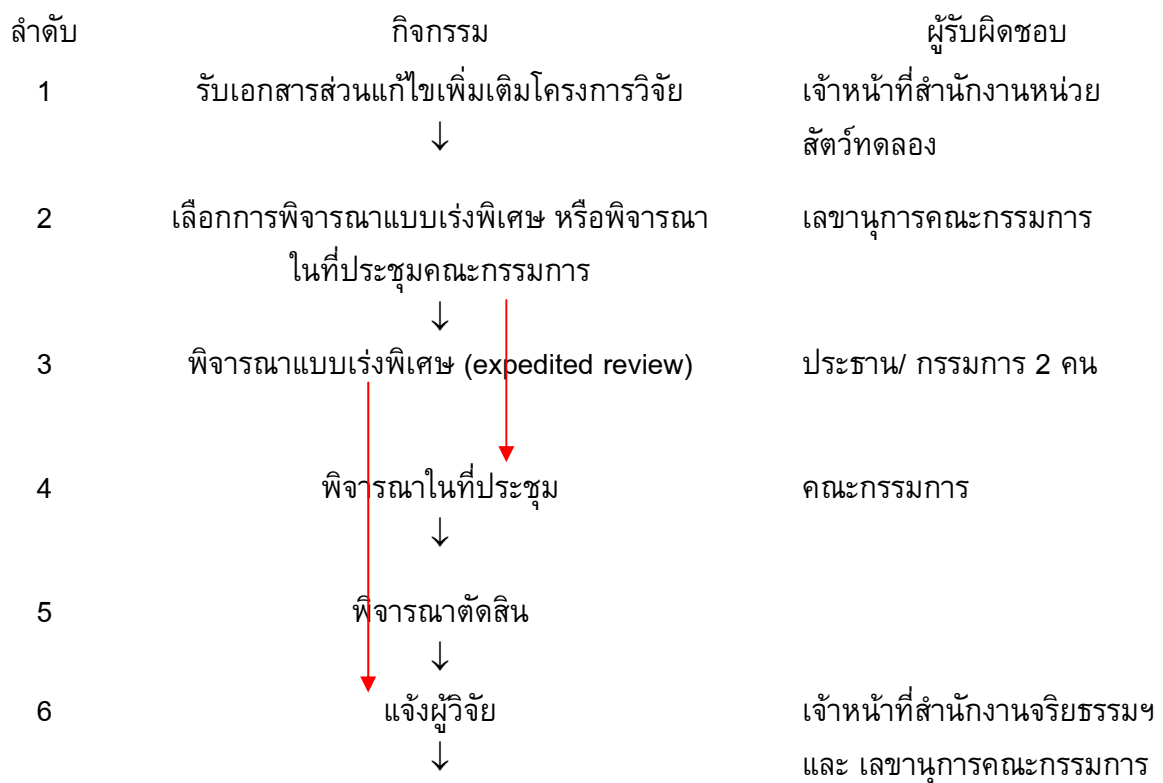 ลำดับ กิจกรรม ผู้รับผิดชอบ
1 รับเอกสารส่วนแก้ไขเพิ่มเติมโครงการวิจัย เจ้าหน้าที่สำนักงานหน่วย
↓ สัตว์ทดลอง
2 เลือกการพิจารณาแบบเร่งพิเศษ หรือพิจารณา เลขานุการคณะกรรมการ
ในที่ประชุมคณะกรรมการ
↓
3 พิจารณาแบบเร่งพิเศษ (expedited review) ประธาน/ กรรมการ 2 คน
4 พิจารณาในที่ประชุม คณะกรรมการ
↓
5 พิจารณาตัดสิน
↓
6 แจ้งผู้วิจัย เจ้าหน้าที่สำนักงานจริยธรรมฯ
↓ และ เลขานุการคณะกรรมการ